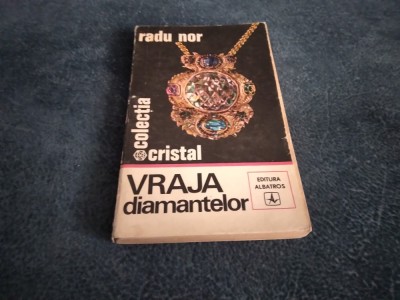 radu nor
colecția
cristal
VRAJA
diamantelor
EDITURA
ALBATROS